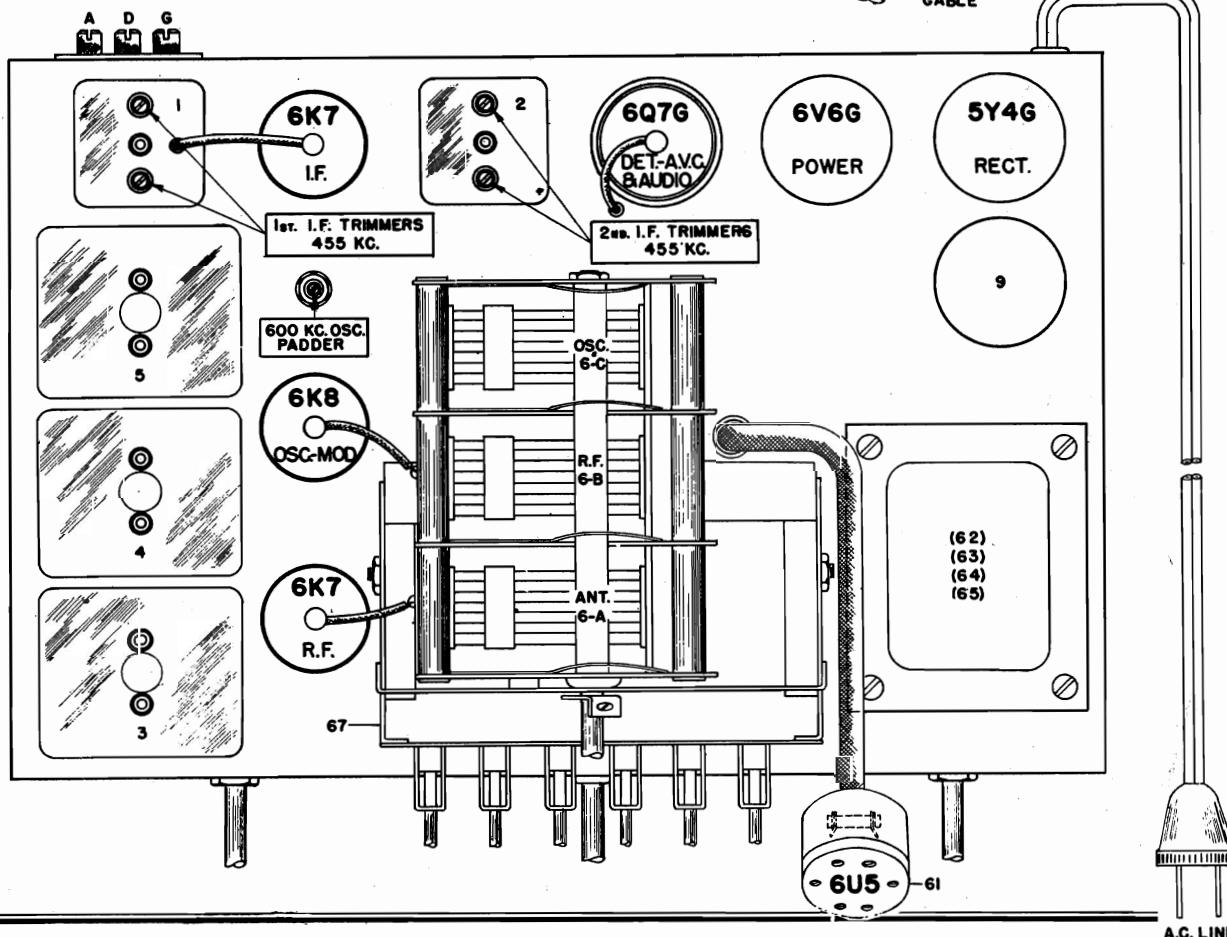 CABLE
A D G
1
6K7
I.F.
2
6Q7G
DET.-A.V.C.
& AUDIO
6V6G
POWER
5Y4G
RECT.
1ST. I.F. TRIMMERS
455 KC.
2ND. I.F. TRIMMERS
455 KC.
9
5
600 KC. OSC.
PADDER
OSC.
6-C
6K8
OSC-MOD.
4
R.F.
6-B
(62)
(63)
(64)
(65)
6K7
R.F.
ANT.
6-A
3
67
6U5
61
A.C. LINE